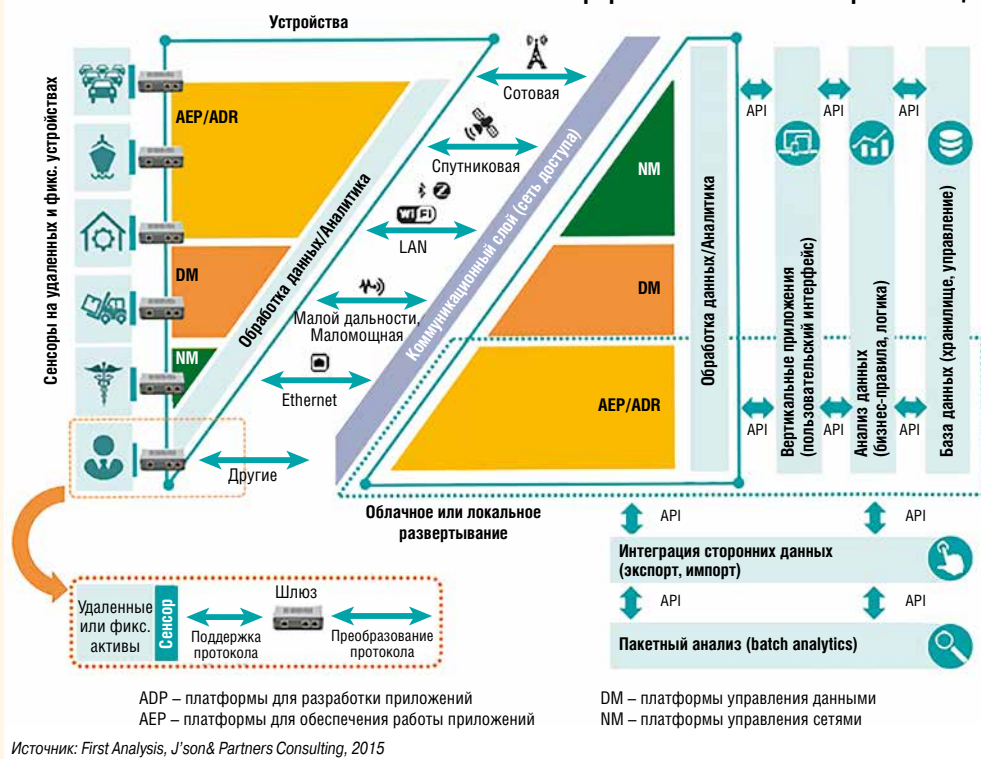 Устройства
Сенсоры на удаленных и фикс. устройствах
AEP/ADR
DM
NM
Обработка данных/Аналитика
Сотовая
Спутниковая
WiFi
LAN
Малой дальности,
Маломощная
Ethernet
Другие
Коммуникационный слой (сеть доступа)
NM
DM
AEP/ADR
Обработка данных/Аналитика
API
API
API
API
API
API
Вертикальные приложения
(пользовательский интерфейс)
Анализ данных
(бизнес-правила, логика)
База данных (хранилище, управление)
Облачное или локальное
развертывание
API
API
Интеграция сторонних данных
(экспорт, импорт)
API
API
Пакетный анализ (batch analytics)
Удаленные
или фикс.
активы
Сенсор
Поддержка
протокола
Шлюз
Преобразование
протокола
ADP – платформы для разработки приложений
AEP – платформы для обеспечения работы приложений
DM – платформы управления данными
NM – платформы управления сетями
Источник: First Analysis, J'son& Partners Consulting, 2015